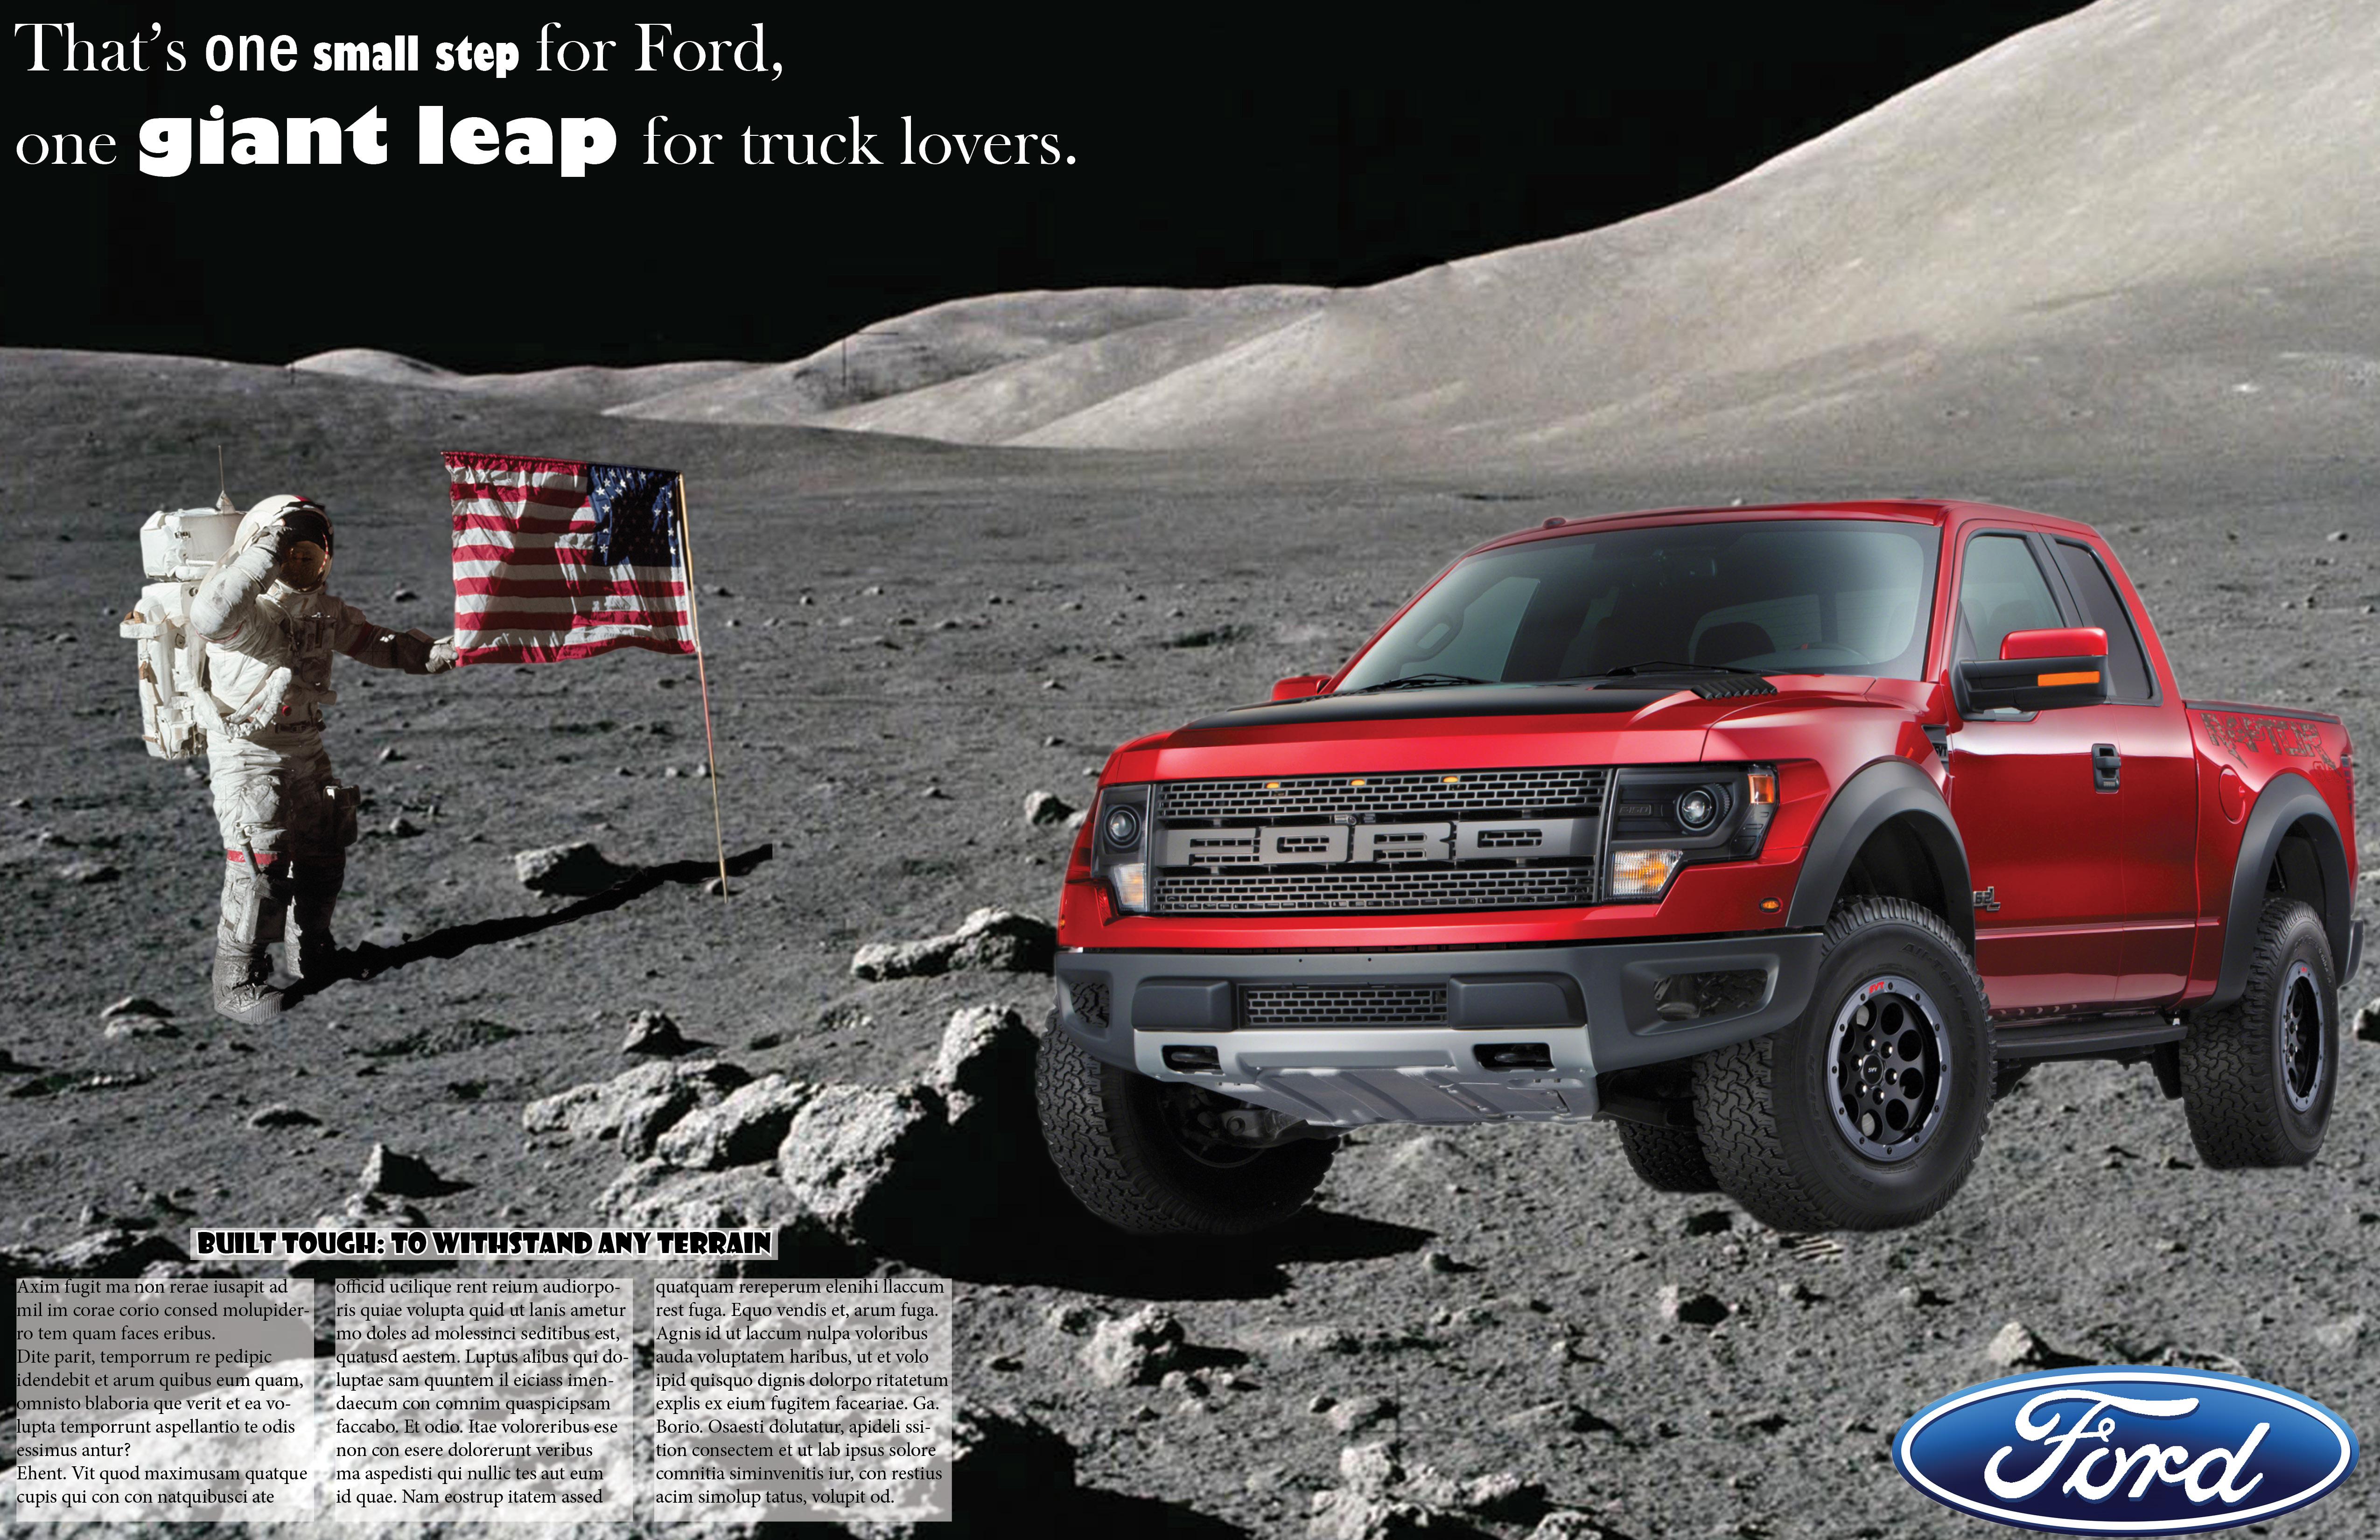 That's one small step for Ford,
one giant leap for truck lovers.
RAPTOR
FORD
BUILT TOUGH: TO WITHSTAND ANY TERRAIN
Axim fugit ma non rerae iusapit ad
mil im corae corio consed molupider-
ro tem quam faces eribus.
Dite parit, temporrum re pedipic
idendebit et arum quibus eum quam,
omnisto blaboria que verit et ea vo-
lupta temporrunt aspellantio te odis
essimus antur?
Ehent. Vit quod maximusam quatque
cupis qui con con natquibusci ate
officid ucilique rent reium audiorpo-
ris quiae volupta quid ut lanis ametur
mo doles ad molessinci seditibus est,
quatusd aestem. Luptus alibus qui do-
luptae sam quuntem il eiciass imen-
daecum con comnim quaspicipsam
faccabo. Et odio. Itae voloreribus ese
non con esere dolorerunt veribus
ma aspedisti qui nullic tes aut eum
id quae. Nam eostrup itatem assed
quatquam rereperum elenihi llaccum
rest fuga. Equo vendis et, arum fuga.
Agnis id ut laccum nulpa voloribus
auda voluptatem haribus, ut et volo
ipid quisquo dignis dolorpo ritatetum
explis ex eium fugitem faceariae. Ga.
Borio. Osaesti dolutatur, apideli ssi-
tion consectem et ut lab ipsus solore
comnitia siminvenitis iur, con restius
acim simolup tatus, volupit od.
Ford